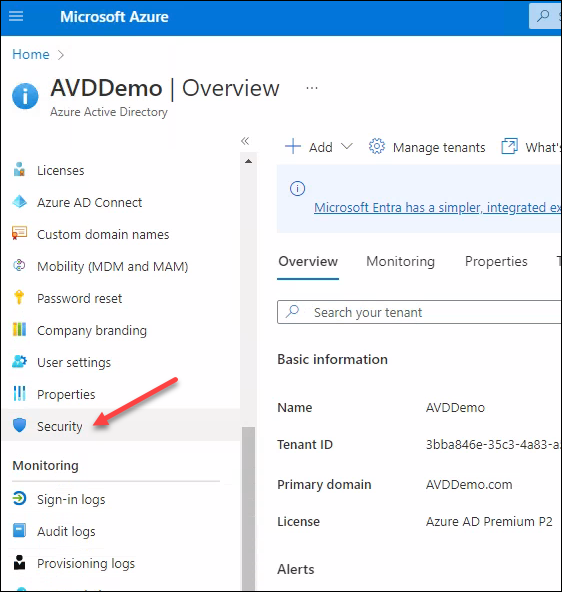 Microsoft Azure
Home >
AVDDemo | Overview ...
Azure Active Directory
«
Licenses
Azure AD Connect
Custom domain names
Mobility (MDM and MAM)
Password reset
Company branding
User settings
Properties
Security
Monitoring
Sign-in logs
Audit logs
Provisioning logs
+ Add Manage tenants What's
Microsoft Entra has a simpler, integrated ex
Overview Monitoring Properties T
Search your tenant
Basic information
Name AVDDemo
Tenant ID 3bba846e-35c3-4a83-a
Primary domain AVDDemo.com
License Azure AD Premium P2
Alerts